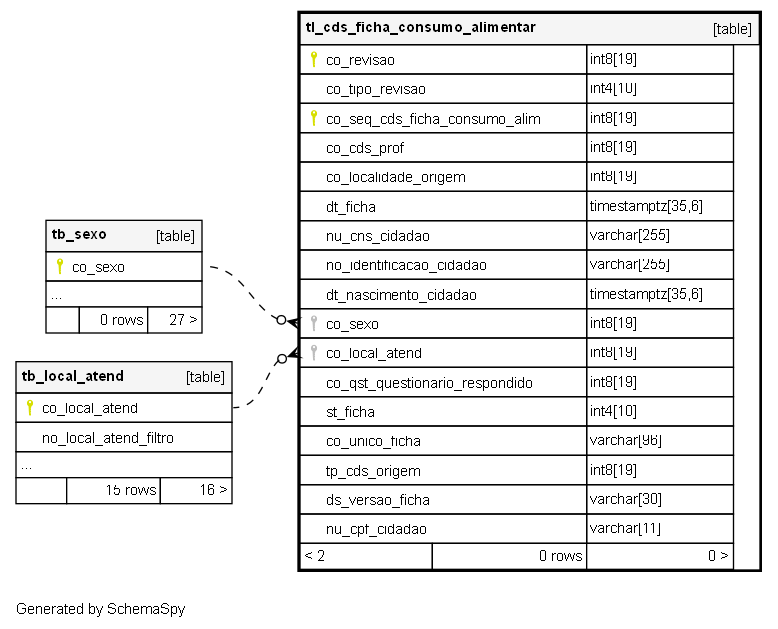 tl_cds_ficha_consumo_alimentar [table]
co_revisao int8[19]
co_tipo_revisao int4[10]
co_seq_cds_ficha_consumo_alim int8[19]
co_cds_prof int8[19]
co_localidade_origem int8[19]
dt_ficha timestamptz[35,6]
nu_cns_cidadao varchar[255]
no_identificacao_cidadao varchar[255]
dt_nascimento_cidadao timestamptz[35,6]
co_sexo int8[19]
co_local_atend int8[19]
co_qst_questionario_respondido int8[19]
st_ficha int4[10]
co_unico_ficha varchar[96]
tp_cds_origem int8[19]
ds_versao_ficha varchar[30]
nu_cpf_cidadao varchar[11]
< 2 0 rows 0 >
tb_sexo [table]
co_sexo
...
0 rows 27 >
tb_local_atend [table]
co_local_atend
no_local_atend_filtro
...
15 rows 16 >
Generated by SchemaSpy